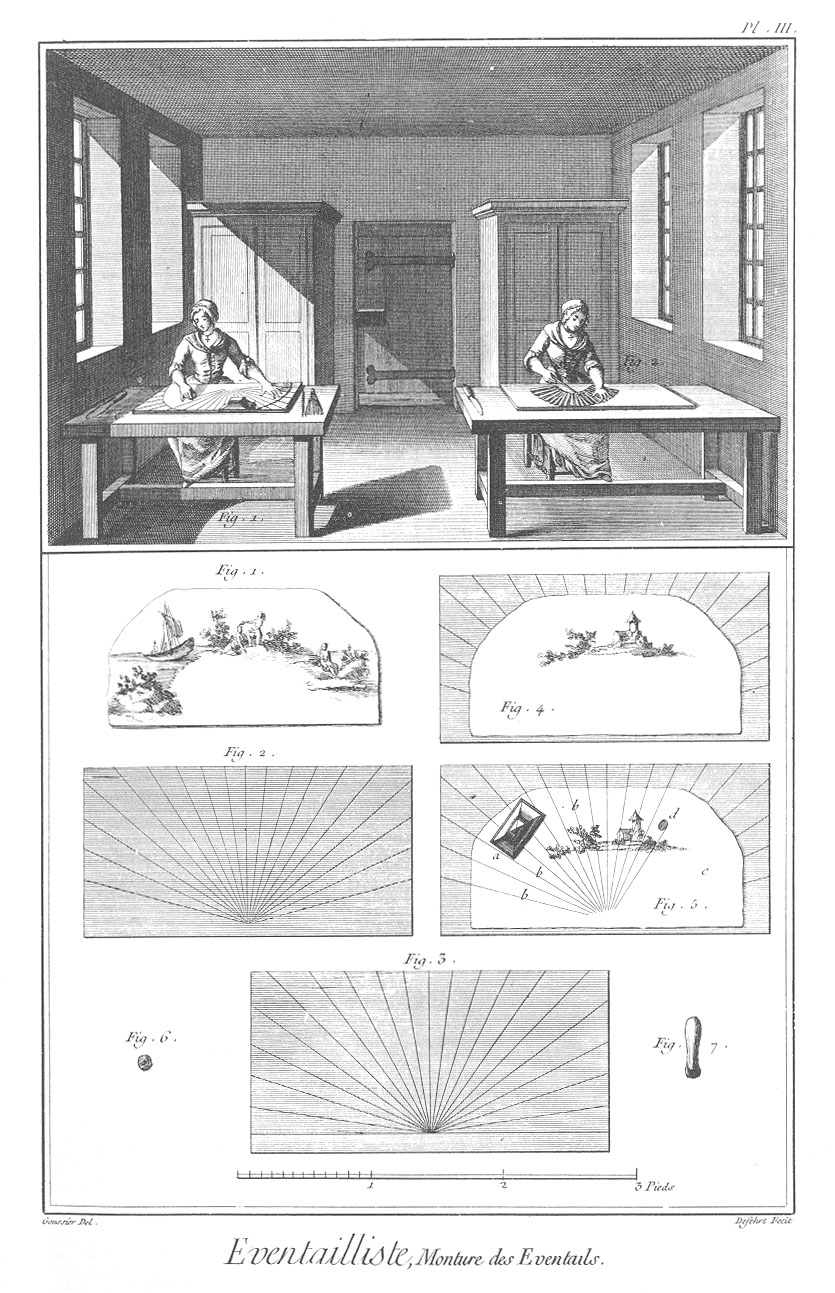 Pl . III.
Fig. 2
Fig. 1.
Fig. 1.
Fig. 4.
Fig. 2.
a
b
b
b
c
d
Fig. 5.
Fig. 3.
Fig. 6.
Fig. 7.
1 2 3 Pieds
Goussier Del.
Defehrt Fecit
Eventailliste, Monture des Eventails.